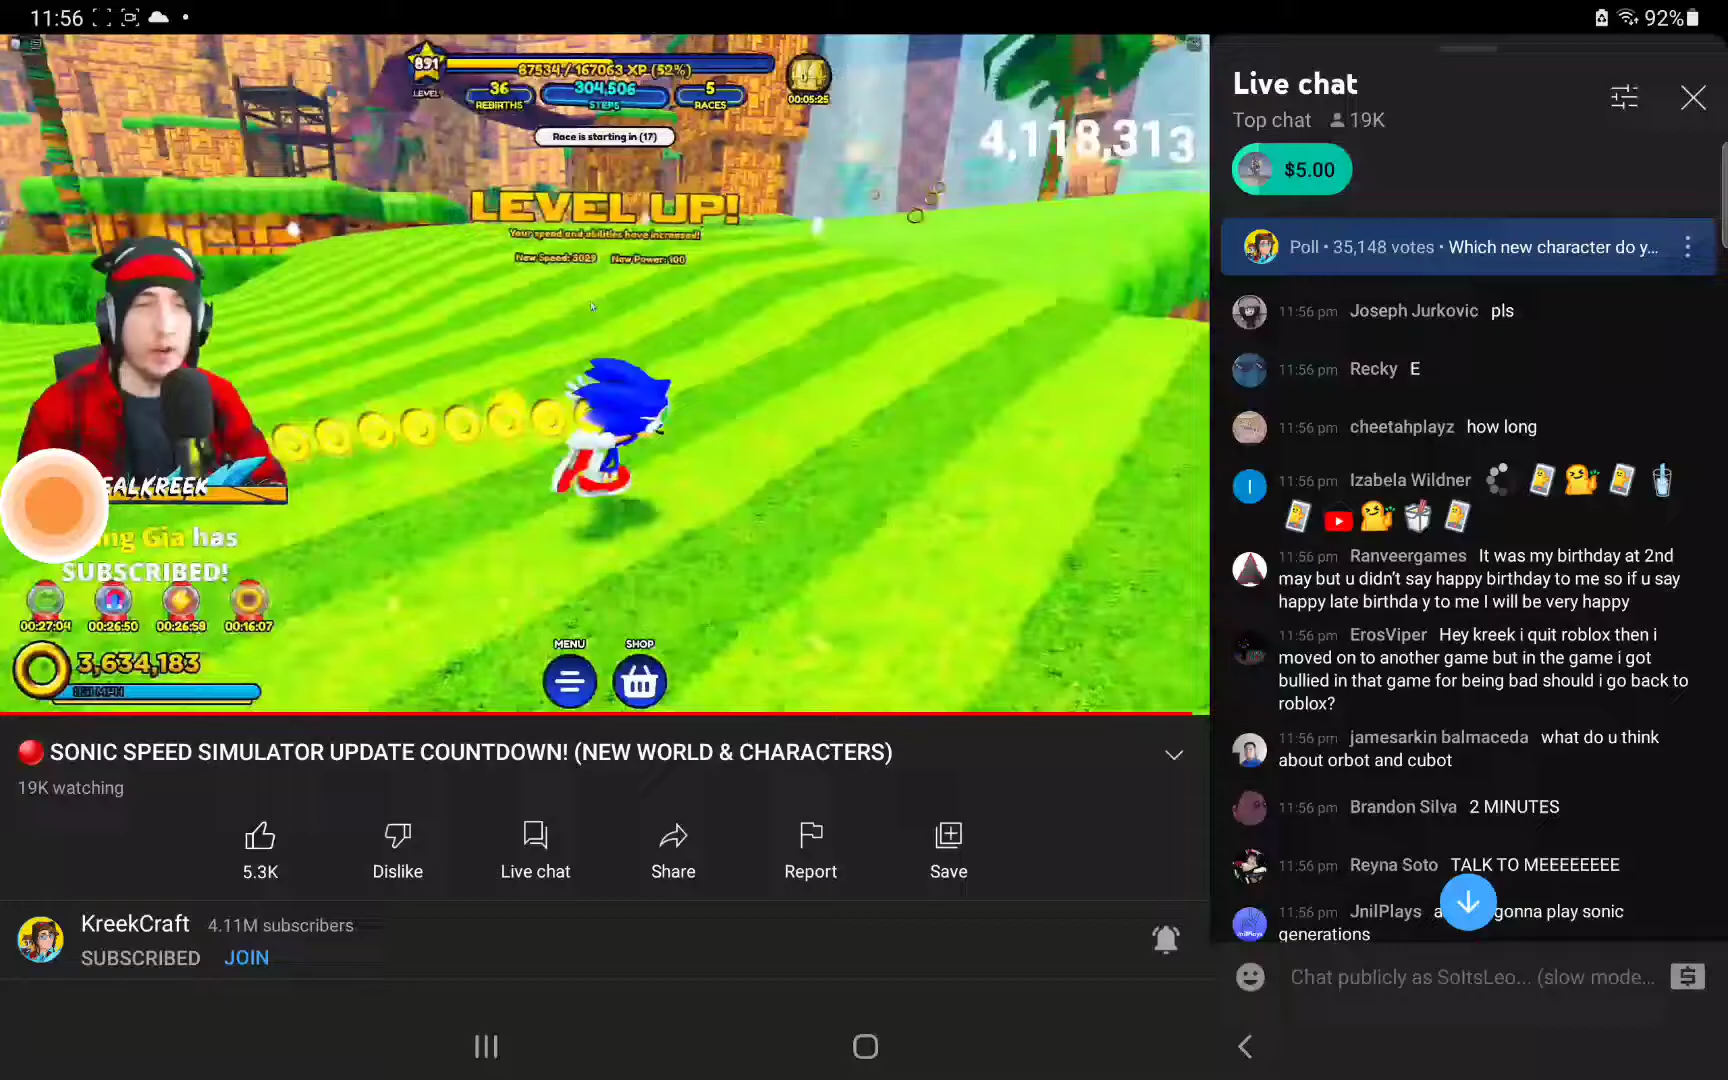 11:56
92%
891
LEVEL
87534 / 167063 XP (52%)
36
REBIRTHS
304,506
STEPS
5
RACES
00:05:25
Race is starting in (17)
4,118,313
LEVEL UP!
Your speed and abilities have increased!
New Speed: 3029 New Power: 100
EALKREEK
ng Gia has
SUBSCRIBED!
00:27:04 00:26:50 00:26:59 00:16:07
3,634,183
MENU
SHOP
🔴 SONIC SPEED SIMULATOR UPDATE COUNTDOWN! (NEW WORLD & CHARACTERS)
19K watching
5.3K
Dislike
Live chat
Share
Report
Save
KreekCraft 4.11M subscribers
SUBSCRIBED JOIN
Live chat
Top chat 19K
$5.00
Poll • 35,148 votes • Which new character do y...
11:56 pm Joseph Jurkovic pls
11:56 pm Recky E
11:56 pm cheetahplayz how long
I
11:56 pm Izabela Wildner
11:56 pm Ranveergames It was my birthday at 2nd
may but u didn't say happy birthday to me so if u say
happy late birthda y to me I will be very happy
11:56 pm ErosViper Hey kreek i quit roblox then i
moved on to another game but in the game i got
bullied in that game for being bad should i go back to
roblox?
11:56 pm jamesarkin balmaceda what do u think
about orbot and cubot
11:56 pm Brandon Silva 2 MINUTES
11:56 pm Reyna Soto TALK TO MEEEEEEEE
11:56 pm JnilPlays a gonna play sonic
generations
Chat publicly as SoItsLeo... (slow mode...